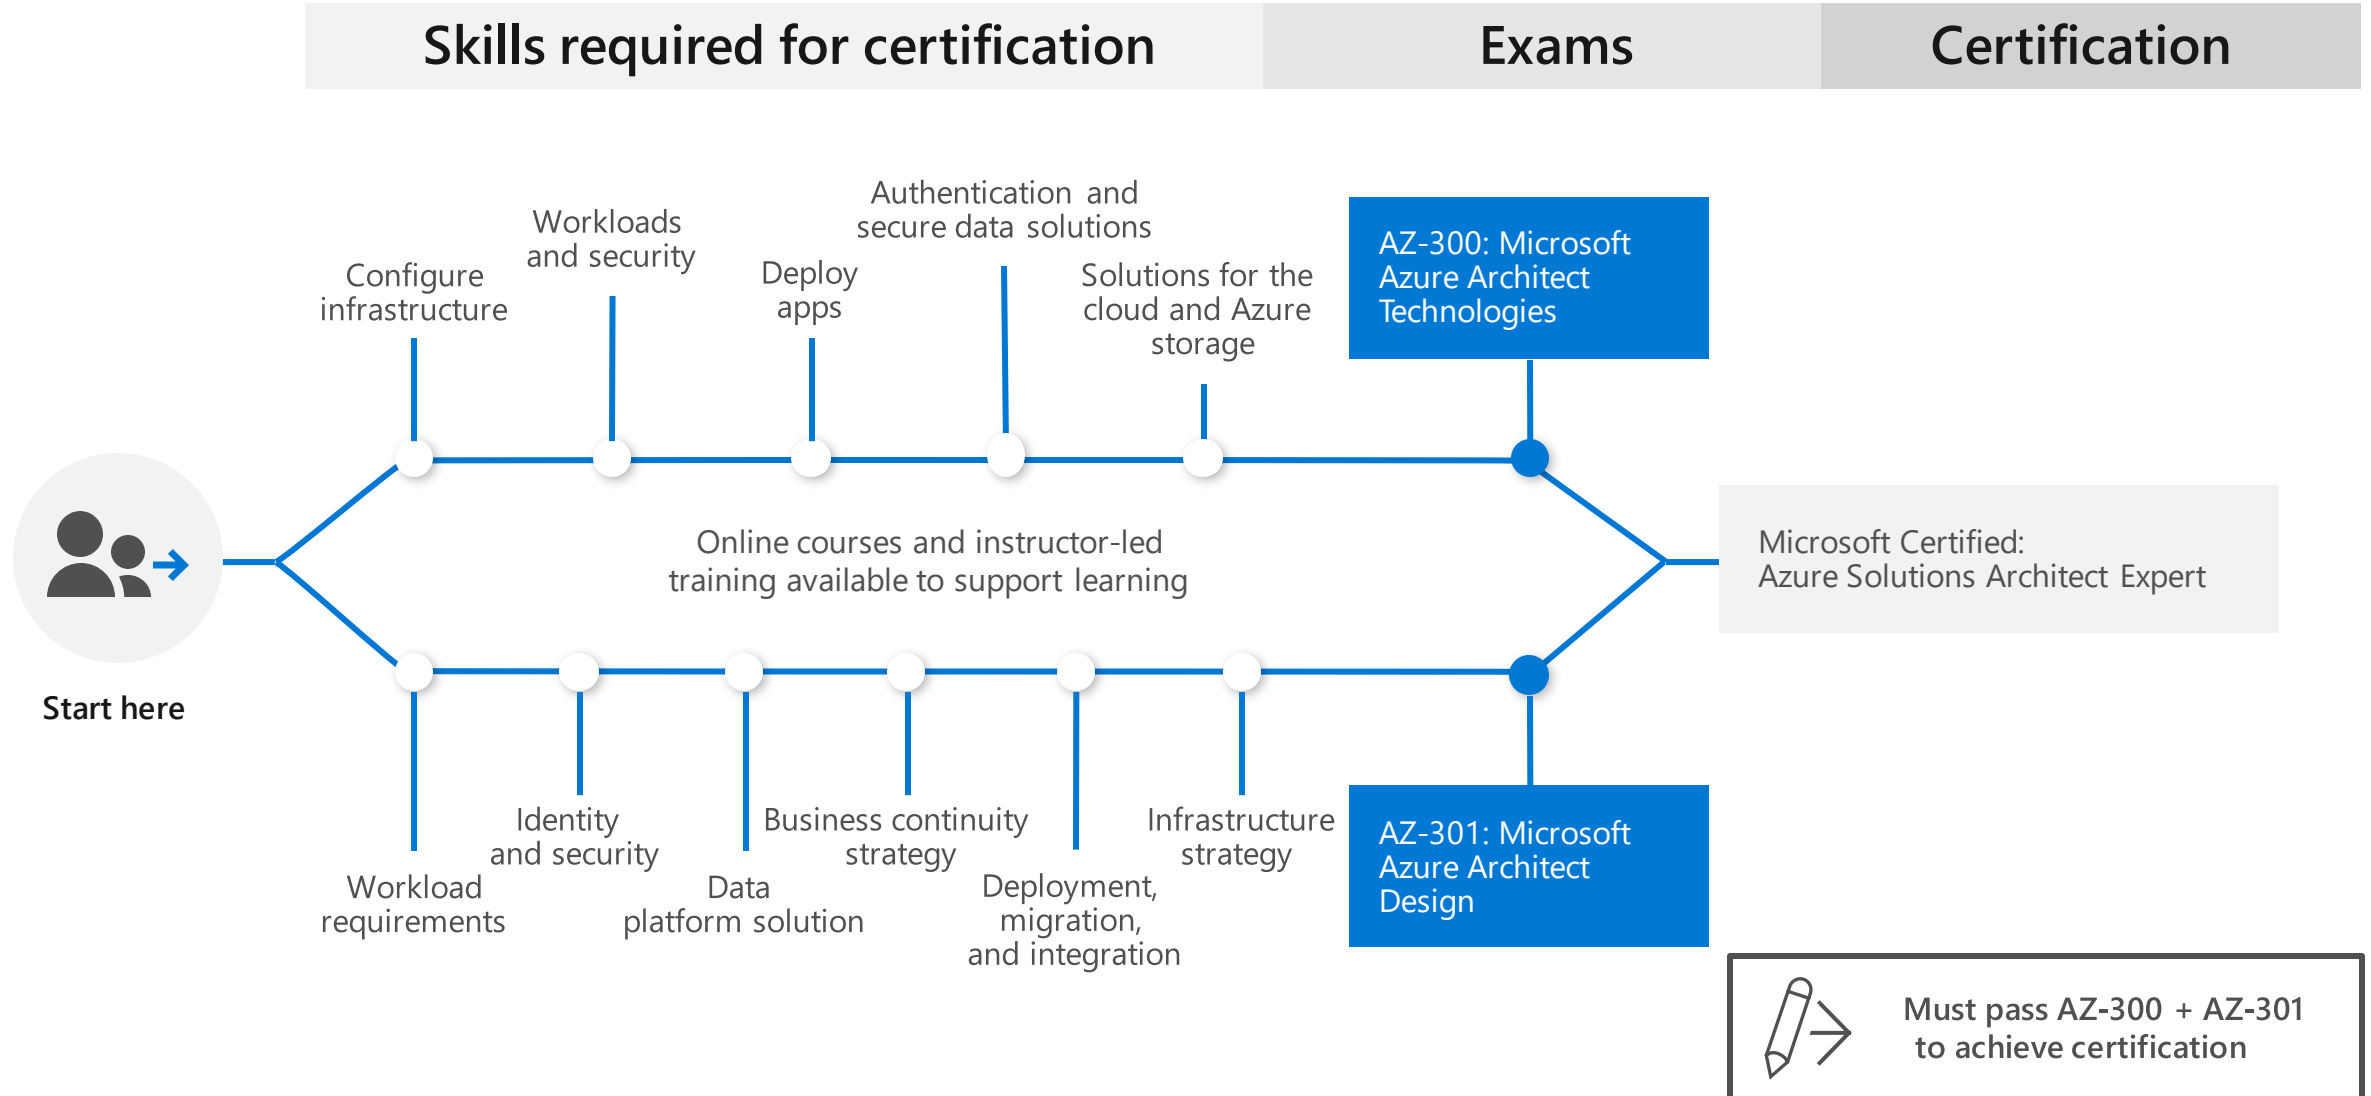 Skills required for certification
Exams
Certification
Configure
infrastructure
Workloads
and security
Deploy
apps
Authentication and
secure data solutions
Solutions for the
cloud and Azure
storage
AZ-300: Microsoft
Azure Architect
Technologies
Online courses and instructor-led
training available to support learning
Microsoft Certified:
Azure Solutions Architect Expert
Start here
Workload
requirements
Identity
and security
Data
platform solution
Business continuity
strategy
Deployment,
migration,
and integration
Infrastructure
strategy
AZ-301: Microsoft
Azure Architect
Design
Must pass AZ-300 + AZ-301
to achieve certification